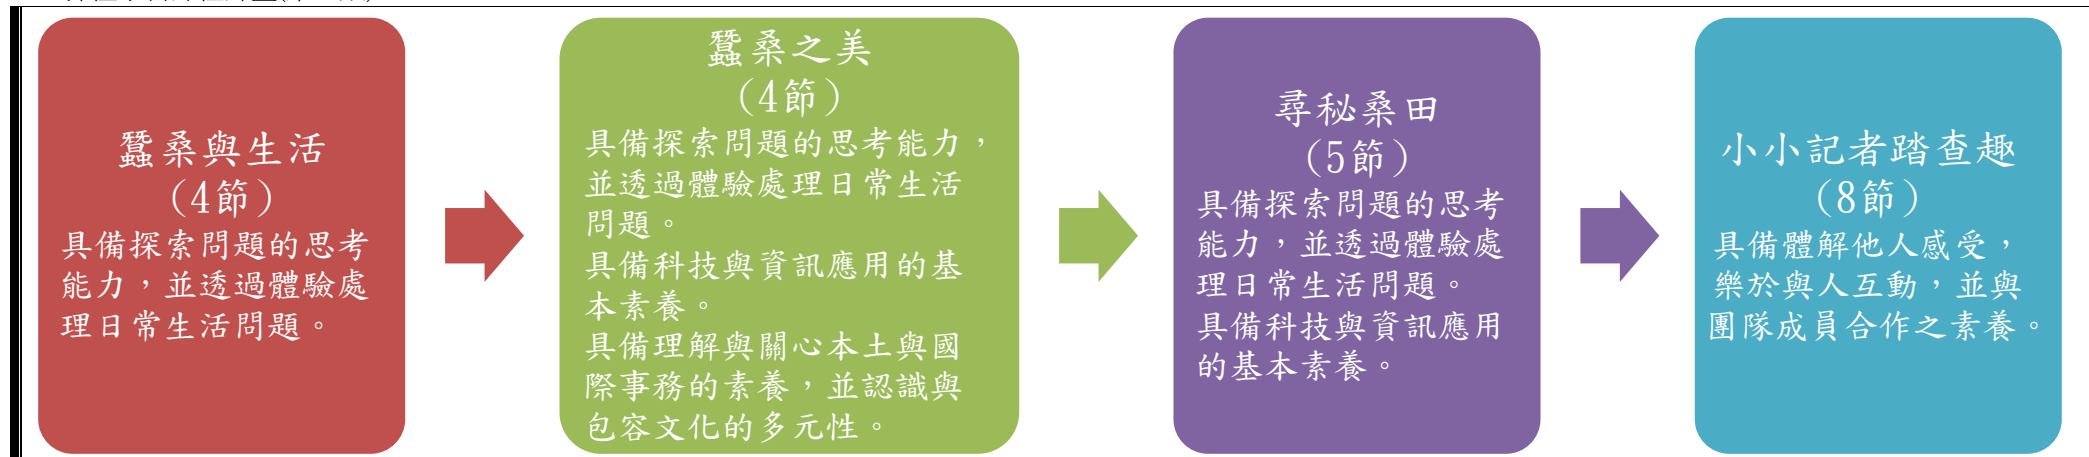 蠶桑與生活
(4節)
具備探索問題的思考
能力，並透過體驗處
理日常生活問題。
蠶桑之美
(4節)
具備探索問題的思考能力，
並透過體驗處理日常生活
問題。
具備科技與資訊應用的基
本素養。
具備理解與關心本土與國
際事務的素養，並認識與
包容文化的多元性。
尋秘桑田
(5節)
具備探索問題的思考
能力，並透過體驗處
理日常生活問題。
具備科技與資訊應用
的基本素養。
小小記者踏查趣
(8節)
具備體解他人感受，
樂於與人互動，並與
團隊成員合作之素養。